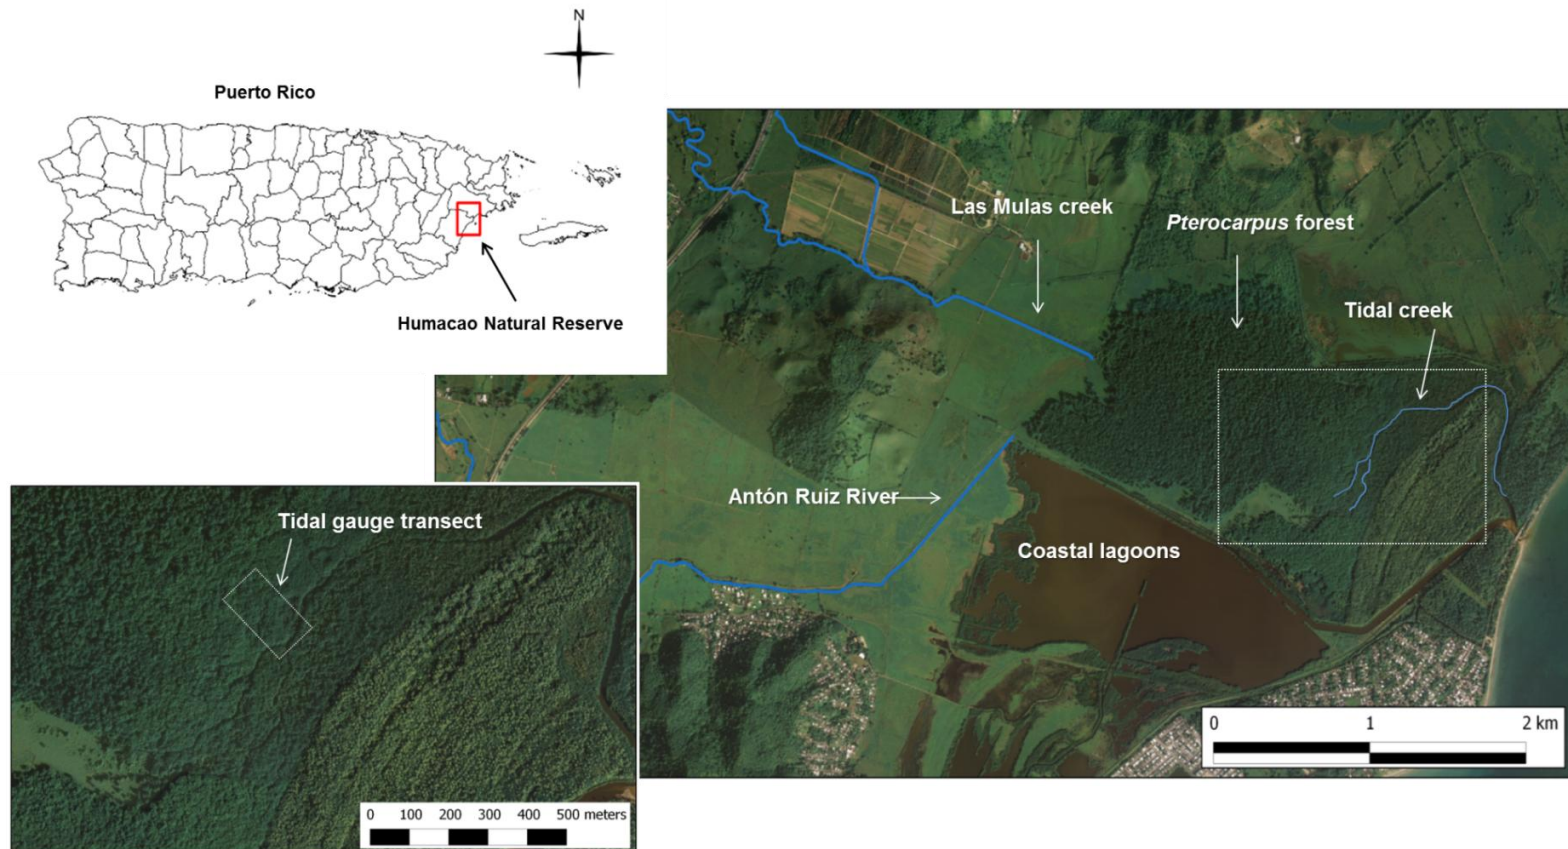 N
Puerto Rico
Humacao Natural Reserve
Las Mulas creek
Pterocarpus forest
Tidal creek
Antón Ruiz River
Coastal lagoons
0 1 2 km
Tidal gauge transect
0 100 200 300 400 500 meters